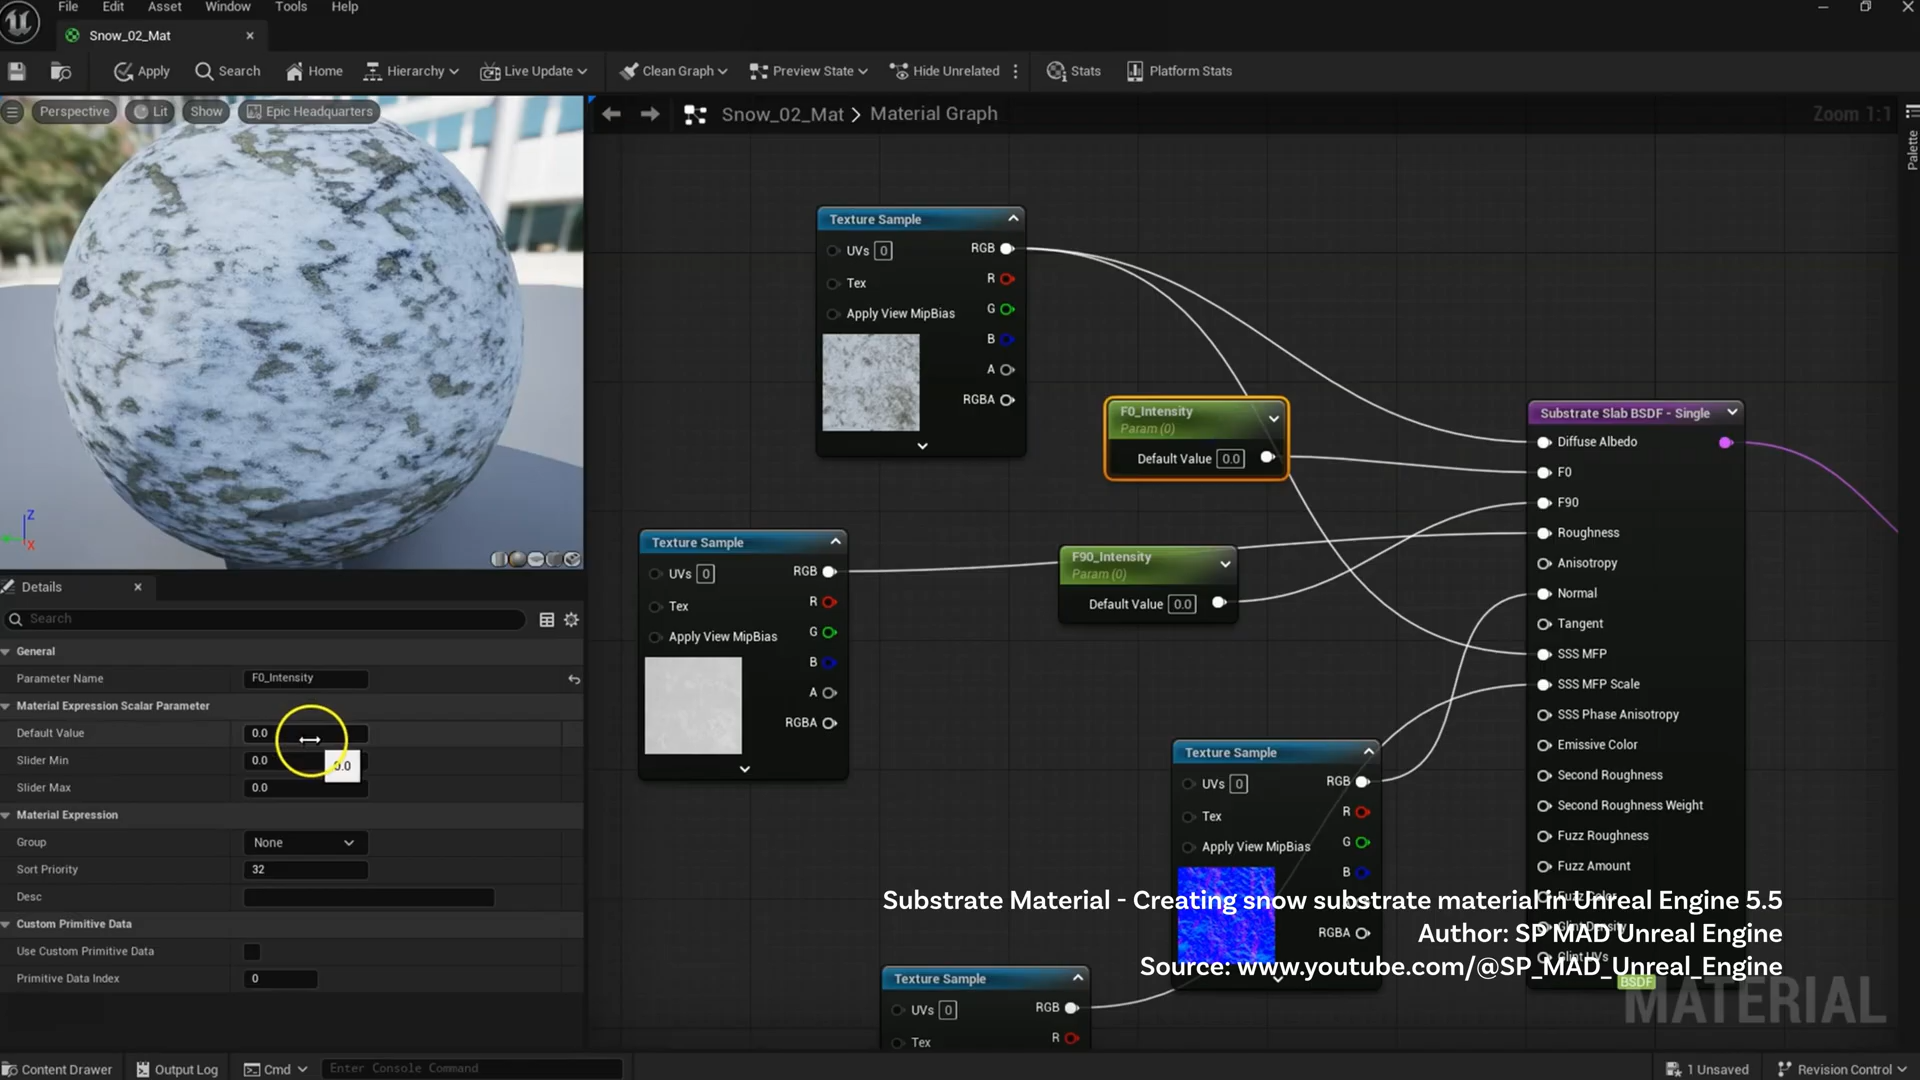 File Edit Asset Window Tools Help
Snow_02_Mat
Apply Search Home Hierarchy Live Update Clean Graph Preview State Hide Unrelated Stats Platform Stats
Perspective Lit Show Epic Headquarters
Snow_02_Mat > Material Graph
Zoom 1:1
Palette
Texture Sample
UVs 0 RGB
R
Tex
G
Apply View MipBias
B
A
RGBA
F0_Intensity
Param (0)
Default Value 0.0
Substrate Slab BSDF - Single
Diffuse Albedo
F0
F90
Roughness
Anisotropy
Normal
Tangent
SSS MFP
SSS MFP Scale
SSS Phase Anisotropy
Emissive Color
Second Roughness
Second Roughness Weight
Fuzz Roughness
Fuzz Amount
Fuzz Color
Glint Density
Glint UVs
BSDF
Z
X
Texture Sample
UVs 0 RGB
R
Tex
G
Apply View MipBias
B
A
RGBA
F90_Intensity
Param (0)
Default Value 0.0
Texture Sample
UVs 0 RGB
R
Tex
G
Apply View MipBias
B
RGBA
Texture Sample
UVs 0 RGB
Tex R
Details
Search
General
Parameter Name F0_Intensity
Material Expression Scalar Parameter
Default Value 0.0
Slider Min 0.0
0.0
Slider Max 0.0
Material Expression
Group None
Sort Priority 32
Desc
Custom Primitive Data
Use Custom Primitive Data
Primitive Data Index 0
Substrate Material - Creating snow substrate material in Unreal Engine 5.5
Author: SP MAD Unreal Engine
Source: www.youtube.com/@SP_MAD_Unreal_Engine
MATERIAL
Content Drawer Output Log Cmd Enter Console Command 1 Unsaved Revision Control